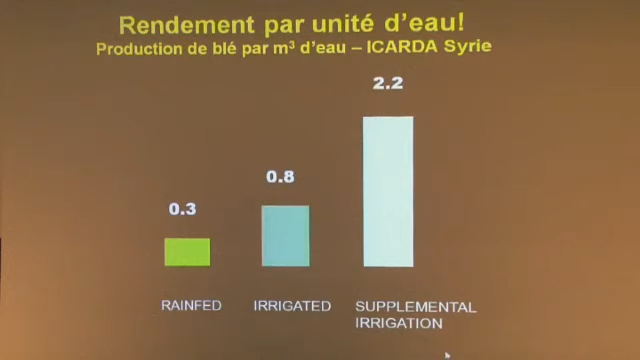 Rendement par unité d'eau!
Production de blé par m³ d'eau – ICARDA Syrie
2.2
0.8
0.3
RAINFED
IRRIGATED
SUPPLEMENTAL
IRRIGATION